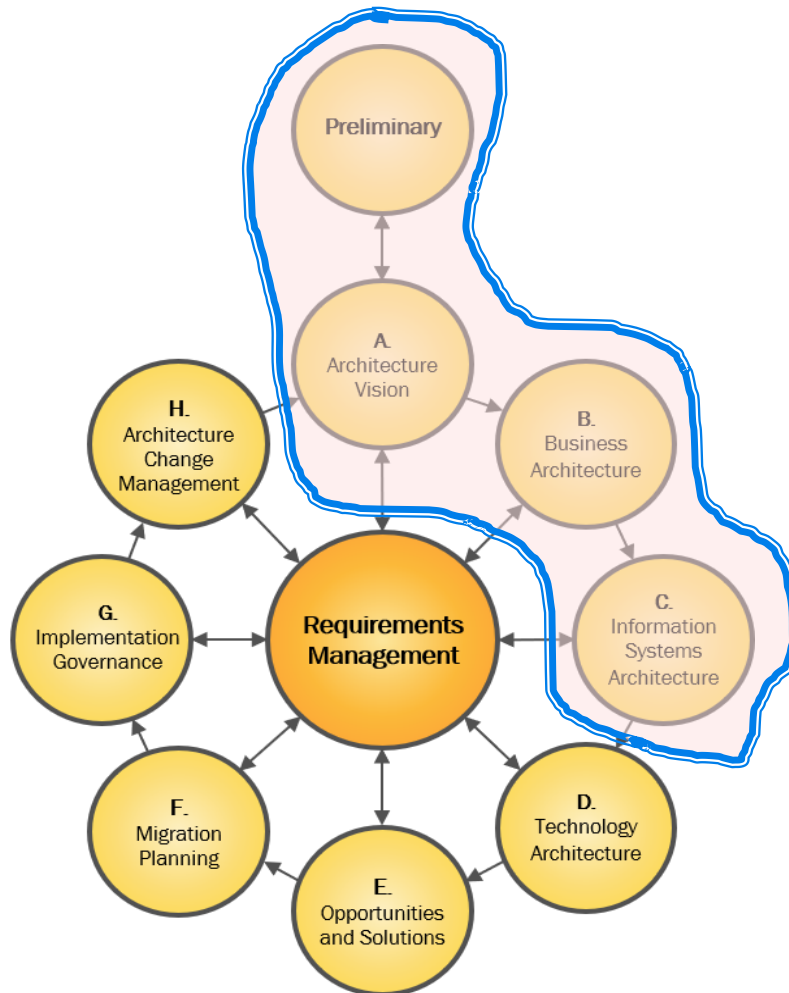 Preliminary
A.
Architecture
Vision
B.
Business
Architecture
C.
Information
Systems
Architecture
D.
Technology
Architecture
E.
Opportunities
and Solutions
F.
Migration
Planning
G.
Implementation
Governance
H.
Architecture
Change
Management
Requirements
Management